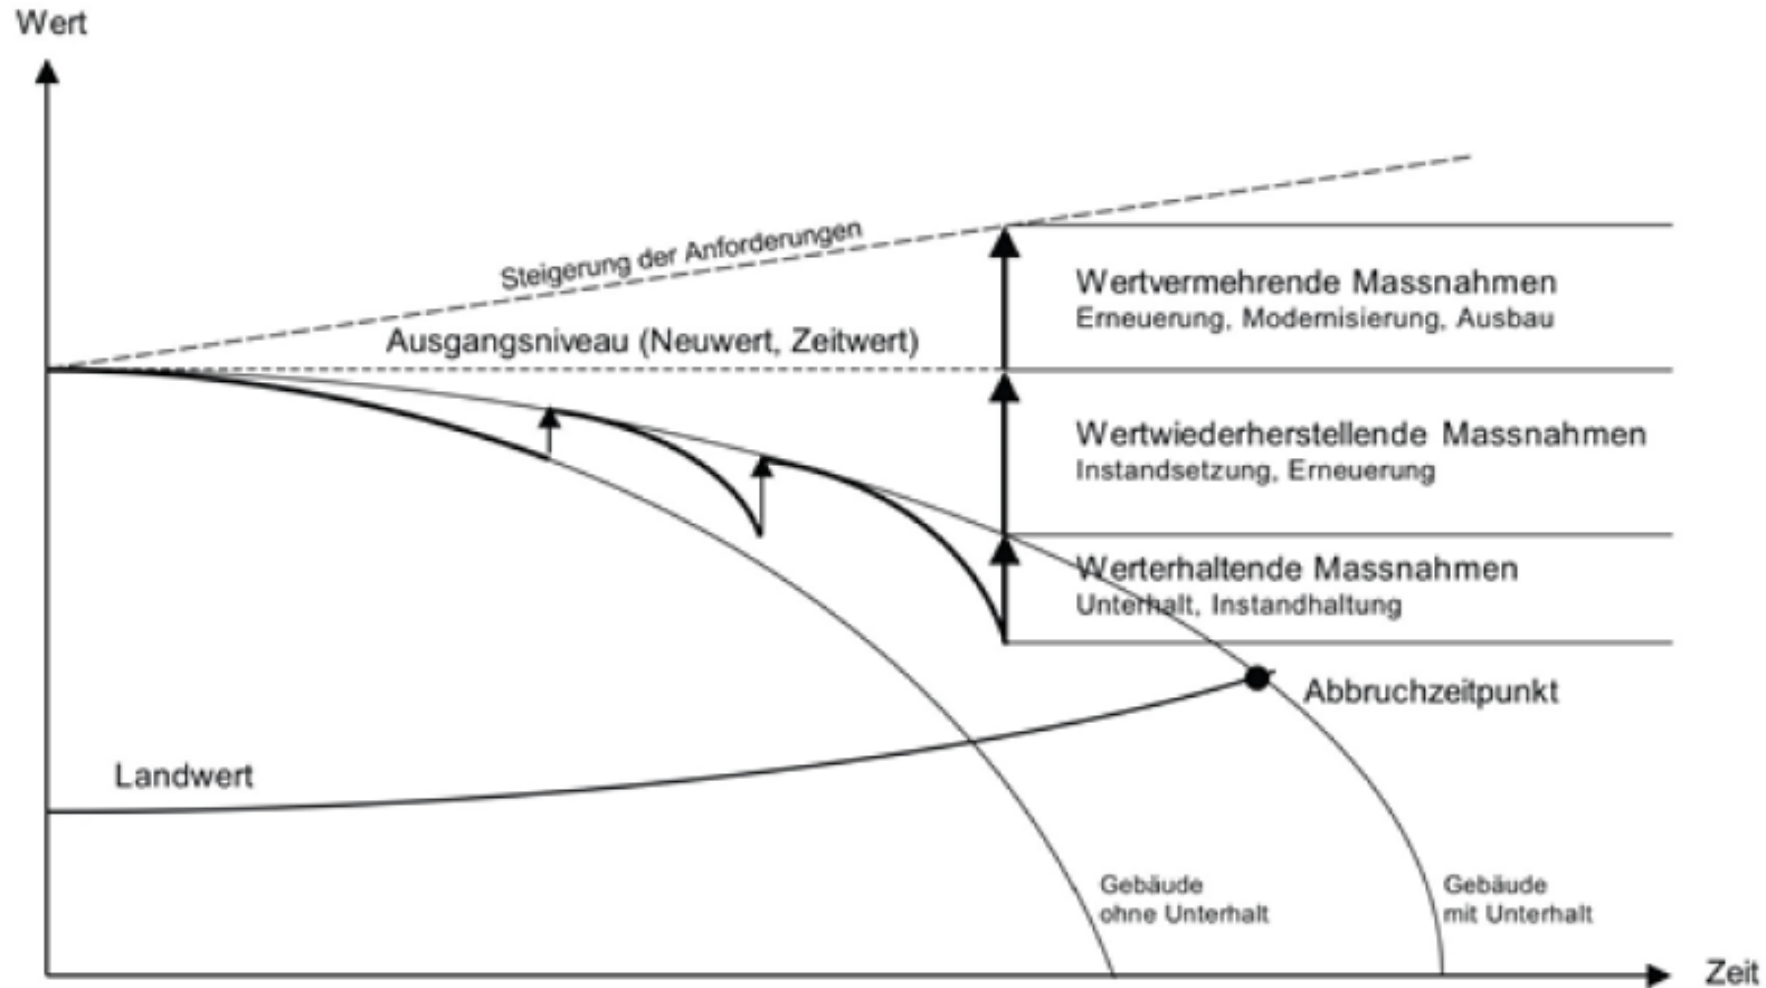 Wert
Steigerung der Anforderungen
Ausgangsniveau (Neuwert, Zeitwert)
Wertvermehrende Massnahmen
Erneuerung, Modernisierung, Ausbau
Wertwiederherstellende Massnahmen
Instandsetzung, Erneuerung
Werterhaltende Massnahmen
Unterhalt, Instandhaltung
Abbruchzeitpunkt
Landwert
Gebäude
ohne Unterhalt
Gebäude
mit Unterhalt
Zeit